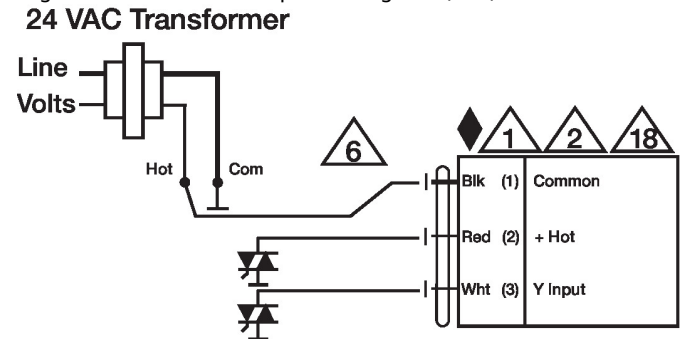 24 VAC Transformer
Line
Volts
Hot
Com
6
1
2
18
Blk (1) Common
Red (2) + Hot
Wht (3) Y Input